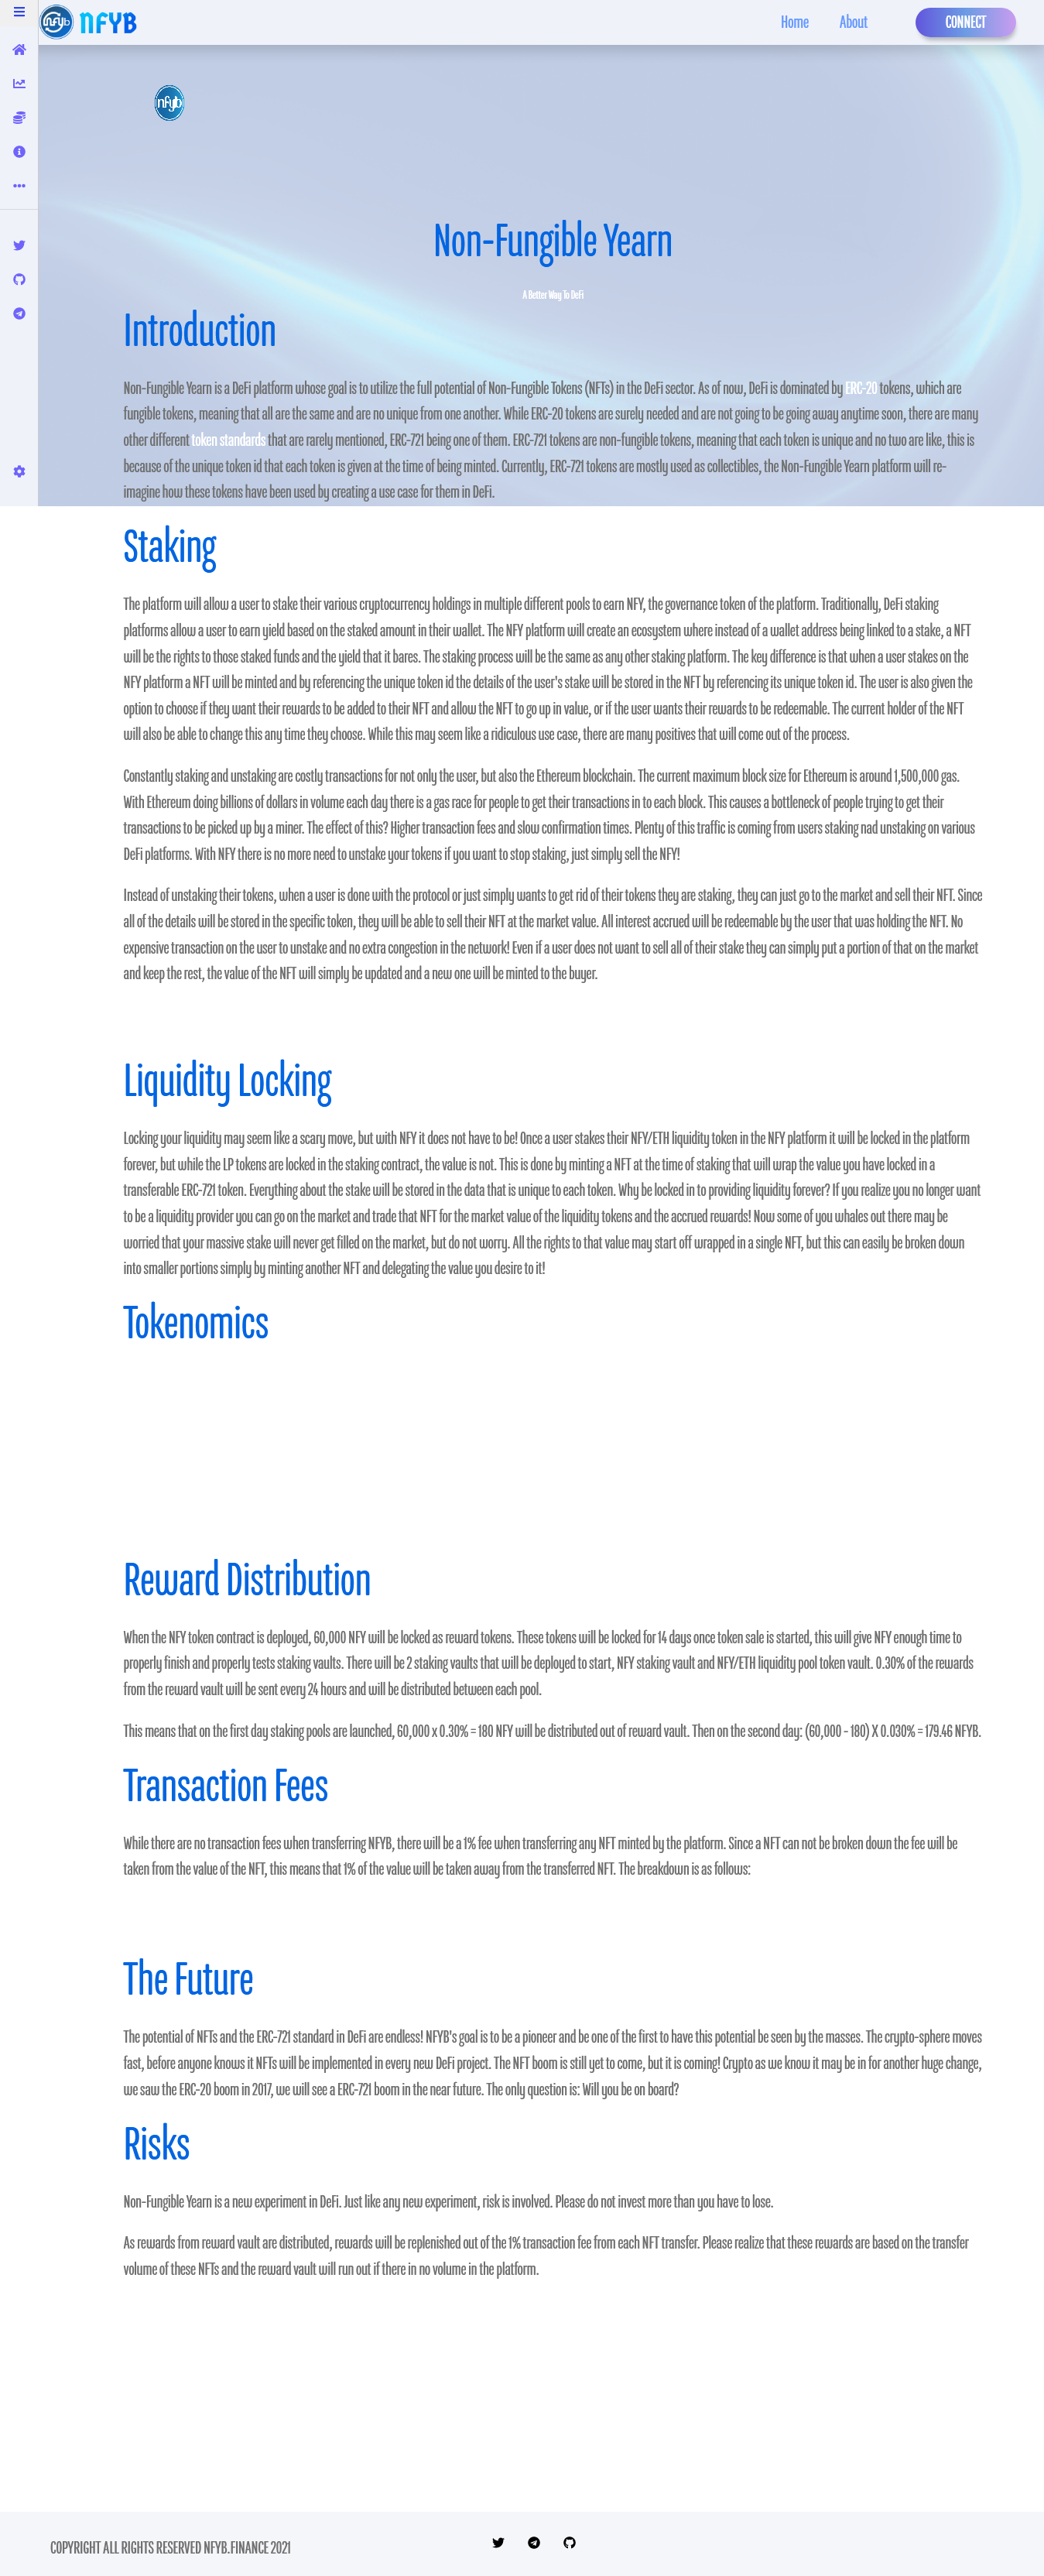 nfyb NFYB
Home About CONNECT
nfyb
Non-Fungible Yearn
A Better Way To DeFi
Introduction
Non-Fungible Yearn is a DeFi platform whose goal is to utilize the full potential of Non-Fungible Tokens (NFTs) in the DeFi sector. As of now, DeFi is dominated by ERC-20 tokens, which are
fungible tokens, meaning that all are the same and are no unique from one another. While ERC-20 tokens are surely needed and are not going to be going away anytime soon, there are many
other different token standards that are rarely mentioned, ERC-721 being one of them. ERC-721 tokens are non-fungible tokens, meaning that each token is unique and no two are like, this is
because of the unique token id that each token is given at the time of being minted. Currently, ERC-721 tokens are mostly used as collectibles, the Non-Fungible Yearn platform will re-
imagine how these tokens have been used by creating a use case for them in DeFi.
Staking
The platform will allow a user to stake their various cryptocurrency holdings in multiple different pools to earn NFY, the governance token of the platform. Traditionally, DeFi staking
platforms allow a user to earn yield based on the staked amount in their wallet. The NFY platform will create an ecosystem where instead of a wallet address being linked to a stake, a NFT
will be the rights to those staked funds and the yield that it bares. The staking process will be the same as any other staking platform. The key difference is that when a user stakes on the
NFY platform a NFT will be minted and by referencing the unique token id the details of the user's stake will be stored in the NFT by referencing its unique token id. The user is also given the
option to choose if they want their rewards to be added to their NFT and allow the NFT to go up in value, or if the user wants their rewards to be redeemable. The current holder of the NFT
will also be able to change this any time they choose. While this may seem like a ridiculous use case, there are many positives that will come out of the process.
Constantly staking and unstaking are costly transactions for not only the user, but also the Ethereum blockchain. The current maximum block size for Ethereum is around 1,500,000 gas.
With Ethereum doing billions of dollars in volume each day there is a gas race for people to get their transactions in to each block. This causes a bottleneck of people trying to get their
transactions to be picked up by a miner. The effect of this? Higher transaction fees and slow confirmation times. Plenty of this traffic is coming from users staking nad unstaking on various
DeFi platforms. With NFY there is no more need to unstake your tokens if you want to stop staking, just simply sell the NFY!
Instead of unstaking their tokens, when a user is done with the protocol or just simply wants to get rid of their tokens they are staking, they can just go to the market and sell their NFT. Since
all of the details will be stored in the specific token, they will be able to sell their NFT at the market value. All interest accrued will be redeemable by the user that was holding the NFT. No
expensive transaction on the user to unstake and no extra congestion in the network! Even if a user does not want to sell all of their stake they can simply put a portion of that on the market
and keep the rest, the value of the NFT will simply be updated and a new one will be minted to the buyer.
Liquidity Locking
Locking your liquidity may seem like a scary move, but with NFY it does not have to be! Once a user stakes their NFY/ETH liquidity token in the NFY platform it will be locked in the platform
forever, but while the LP tokens are locked in the staking contract, the value is not. This is done by minting a NFT at the time of staking that will wrap the value you have locked in a
transferable ERC-721 token. Everything about the stake will be stored in the data that is unique to each token. Why be locked in to providing liquidity forever? If you realize you no longer want
to be a liquidity provider you can go on the market and trade that NFT for the market value of the liquidity tokens and the accrued rewards! Now some of you whales out there may be
worried that your massive stake will never get filled on the market, but do not worry. All the rights to that value may start off wrapped in a single NFT, but this can easily be broken down
into smaller portions simply by minting another NFT and delegating the value you desire to it!
Tokenomics
Reward Distribution
When the NFY token contract is deployed, 60,000 NFY will be locked as reward tokens. These tokens will be locked for 14 days once token sale is started, this will give NFY enough time to
properly finish and properly tests staking vaults. There will be 2 staking vaults that will be deployed to start, NFY staking vault and NFY/ETH liquidity pool token vault. 0.30% of the rewards
from the reward vault will be sent every 24 hours and will be distributed between each pool.
This means that on the first day staking pools are launched, 60,000 x 0.30% = 180 NFY will be distributed out of reward vault. Then on the second day: (60,000 - 180) X 0.030% = 179.46 NFYB.
Transaction Fees
While there are no transaction fees when transferring NFYB, there will be a 1% fee when transferring any NFT minted by the platform. Since a NFT can not be broken down the fee will be
taken from the value of the NFT, this means that 1% of the value will be taken away from the transferred NFT. The breakdown is as follows:
The Future
The potential of NFTs and the ERC-721 standard in DeFi are endless! NFYB's goal is to be a pioneer and be one of the first to have this potential be seen by the masses. The crypto-sphere moves
fast, before anyone knows it NFTs will be implemented in every new DeFi project. The NFT boom is still yet to come, but it is coming! Crypto as we know it may be in for another huge change,
we saw the ERC-20 boom in 2017, we will see a ERC-721 boom in the near future. The only question is: Will you be on board?
Risks
Non-Fungible Yearn is a new experiment in DeFi. Just like any new experiment, risk is involved. Please do not invest more than you have to lose.
As rewards from reward vault are distributed, rewards will be replenished out of the 1% transaction fee from each NFT transfer. Please realize that these rewards are based on the transfer
volume of these NFTs and the reward vault will run out if there in no volume in the platform.
COPYRIGHT ALL RIGHTS RESERVED NFYB.FINANCE 2021